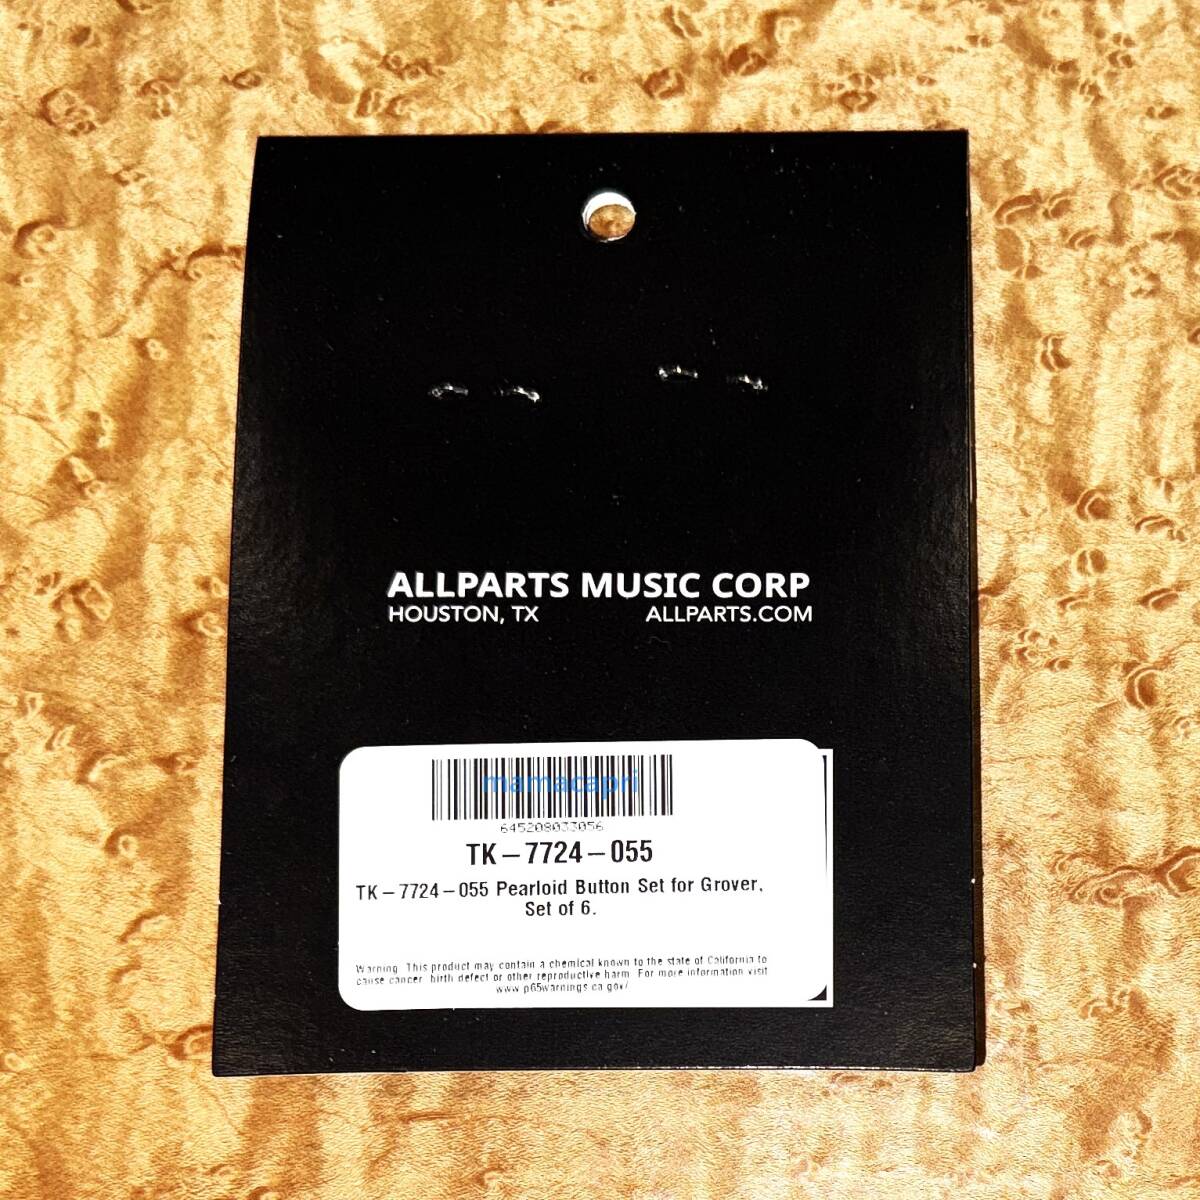 ALLPARTS MUSIC CORP
HOUSTON, TX ALLPARTS.COM
mamacapri
645208033056
TK-7724-055
TK-7724-055 Pearloid Button Set for Grover,
Set of 6.
Warning: This product may contain a chemical known to the state of California to
cause cancer, birth defect or other reproductive harm. For more information visit
www.p65warnings.ca.gov/